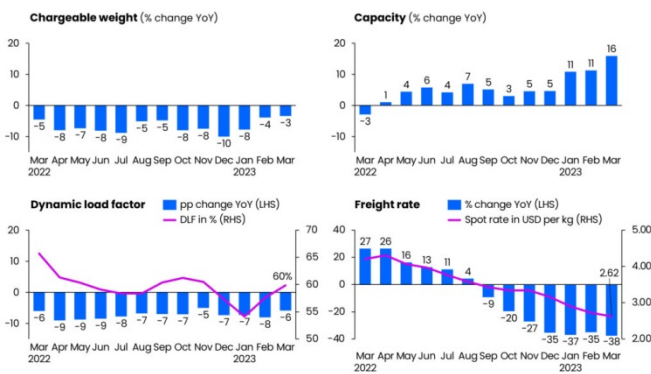 Chargeable weight (% change YoY)
20
10
0
-10
-5 -8 -7 -8 -9 -5 -5 -8 -8 -10 -8 -4 -3
Mar Apr May Jun Jul Aug Sep Oct Nov Dec Jan Feb Mar
2022 2023
Capacity (% change YoY)
20
10
0
-10
-3 1 4 6 4 7 5 3 5 5 11 11 16
Mar Apr May Jun Jul Aug Sep Oct Nov Dec Jan Feb Mar
2022 2023
Dynamic load factor
pp change YoY (LHS)
DLF in % (RHS)
20
10
0
-10
70
65
60
55
50
60%
-6 -9 -9 -9 -8 -7 -7 -7 -5 -7 -7 -8 -6
Mar Apr May Jun Jul Aug Sep Oct Nov Dec Jan Feb Mar
2022 2023
Freight rate
% change YoY (LHS)
Spot rate in USD per kg (RHS)
40
20
0
-20
-40
5.00
4.00
3.00
2.00
2.62
27 26 16 13 11 4 -9 -20 -27 -35 -37 -35 -38
Mar Apr May Jun Jul Aug Sep Oct Nov Dec Jan Feb Mar
2022 2023